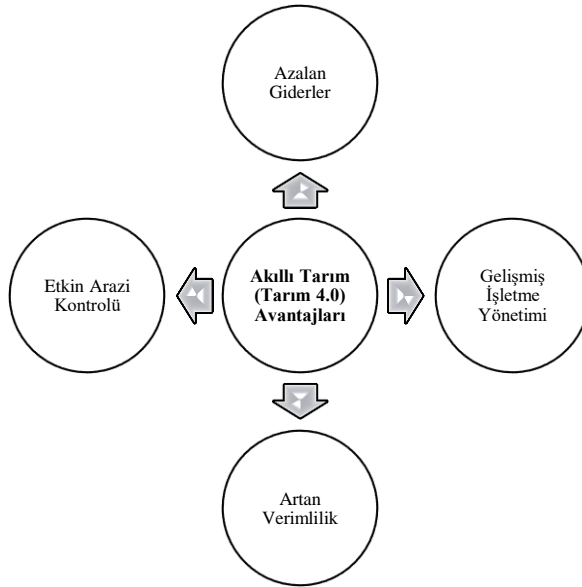 Azalan
Giderler
Etkin Arazi
Kontrolü
Akıllı Tarım
(Tarım 4.0)
Avantajları
Gelişmiş
İşletme
Yönetimi
Artan
Verimlilik